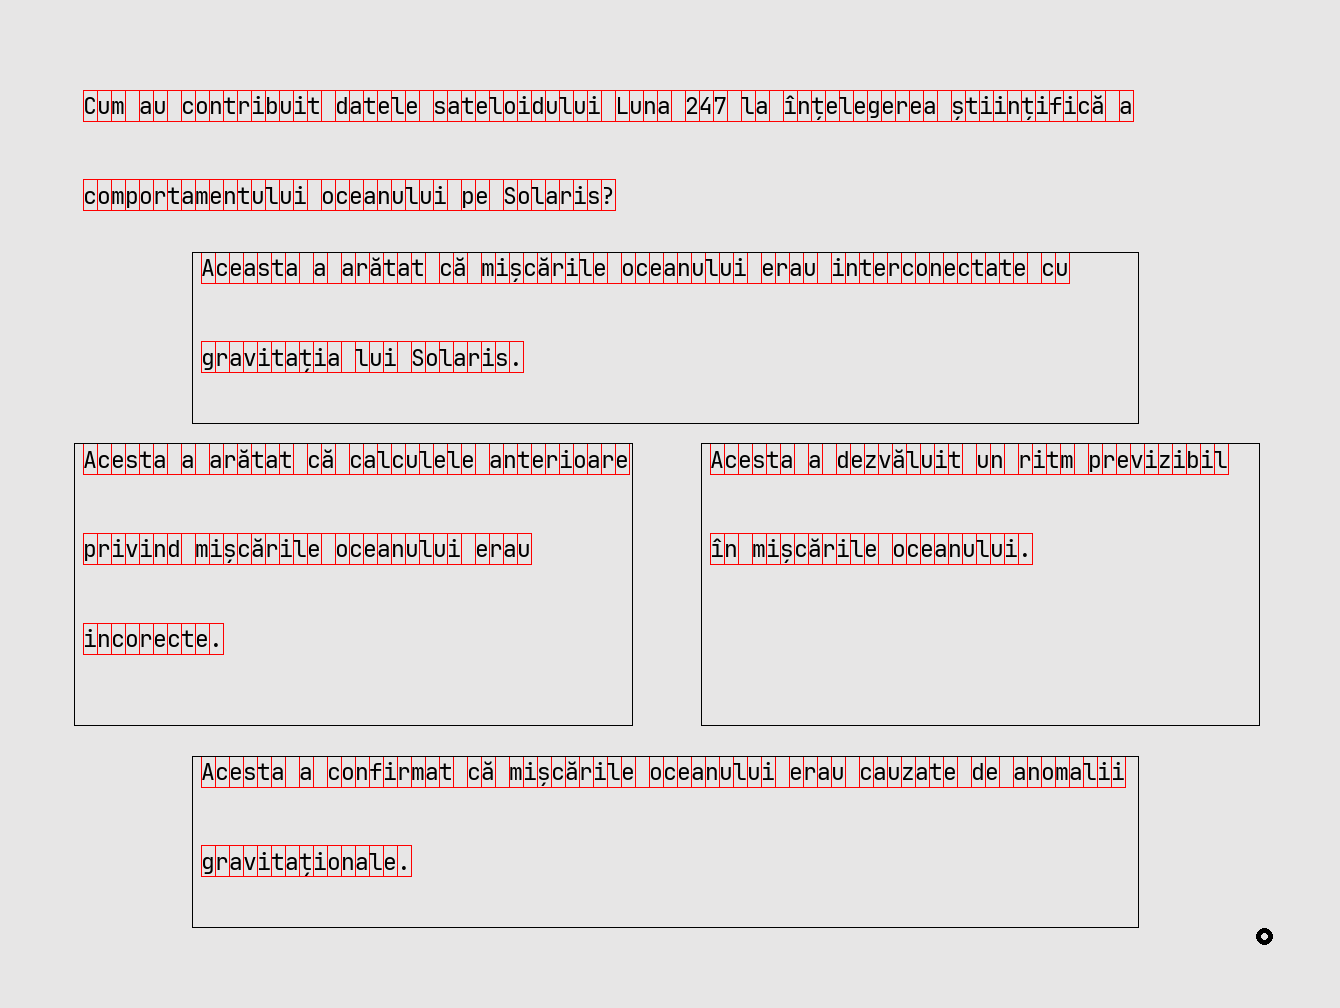 Cum au contribuit datele sateloidului Luna 247 la înțelegerea științifică a
comportamentului oceanului pe Solaris?
Aceasta a arătat că mișcările oceanului erau interconectate cu
gravitația lui Solaris.
Acesta a arătat că calculele anterioare
privind mișcările oceanului erau
incorecte.
Acesta a dezvăluit un ritm previzibil
în mișcările oceanului.
Acesta a confirmat că mișcările oceanului erau cauzate de anomalii
gravitaționale.